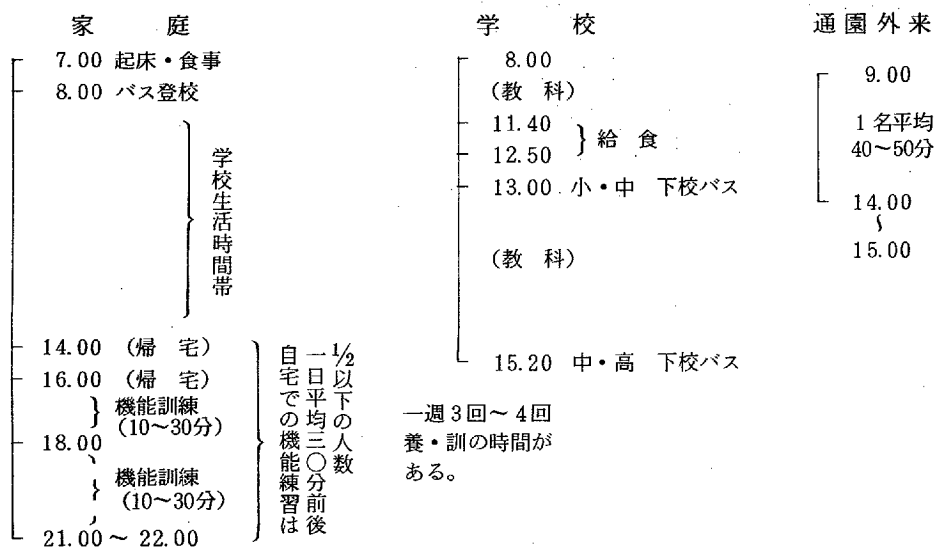 家庭
7.00 起床・食事
8.00 バス登校
学校生活時間帯
14.00 (帰宅)
16.00 (帰宅)
機能訓練
(10〜30分)
18.00
機能訓練
(10〜30分)
21.00〜22.00
自宅での機能練習は
一日平均三〇分前後
1/2以下の人数
学校
8.00
(教科)
11.40
給食
12.50
13.00 小・中 下校バス
(教科)
15.20 中・高 下校バス
一週3回〜4回
養・訓の時間が
ある。
通園外来
9.00
1名平均
40〜50分
14.00
〜
15.00